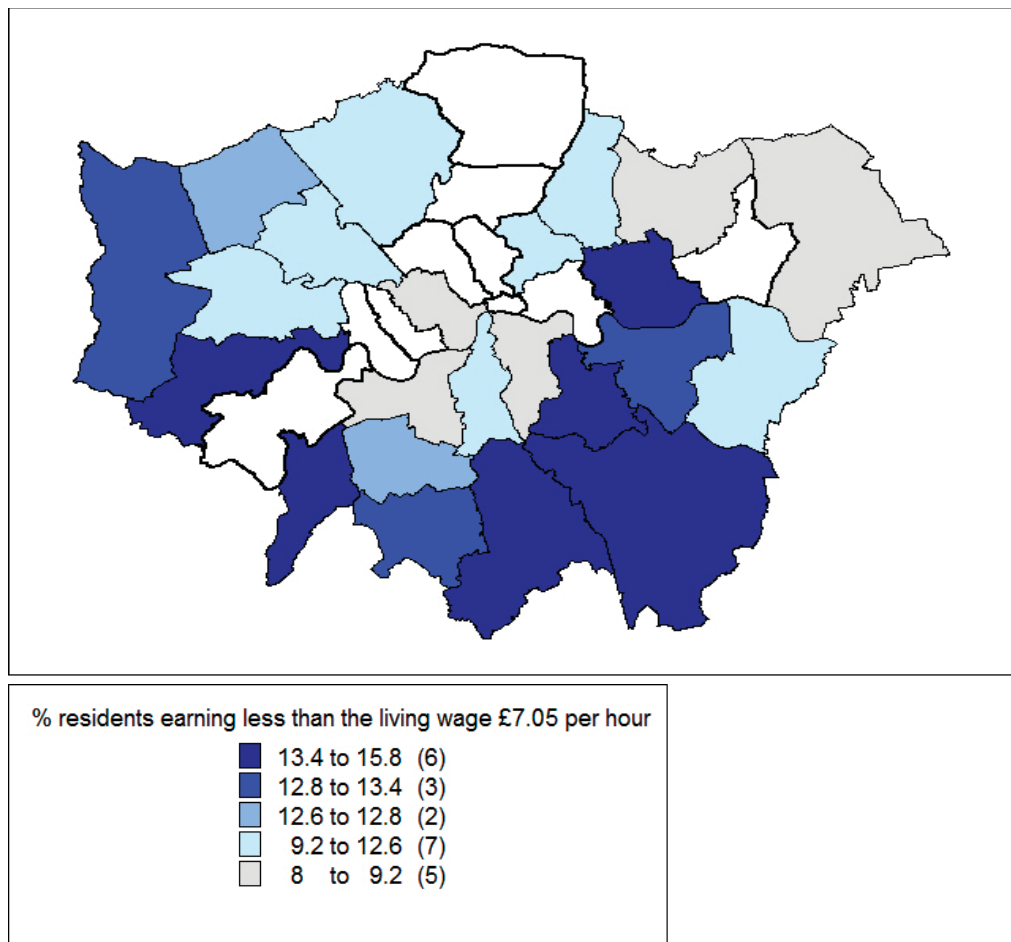 % residents earning less than the living wage £7.05 per hour
13.4 to 15.8 (6)
12.8 to 13.4 (3)
12.6 to 12.8 (2)
9.2 to 12.6 (7)
8 to 9.2 (5)